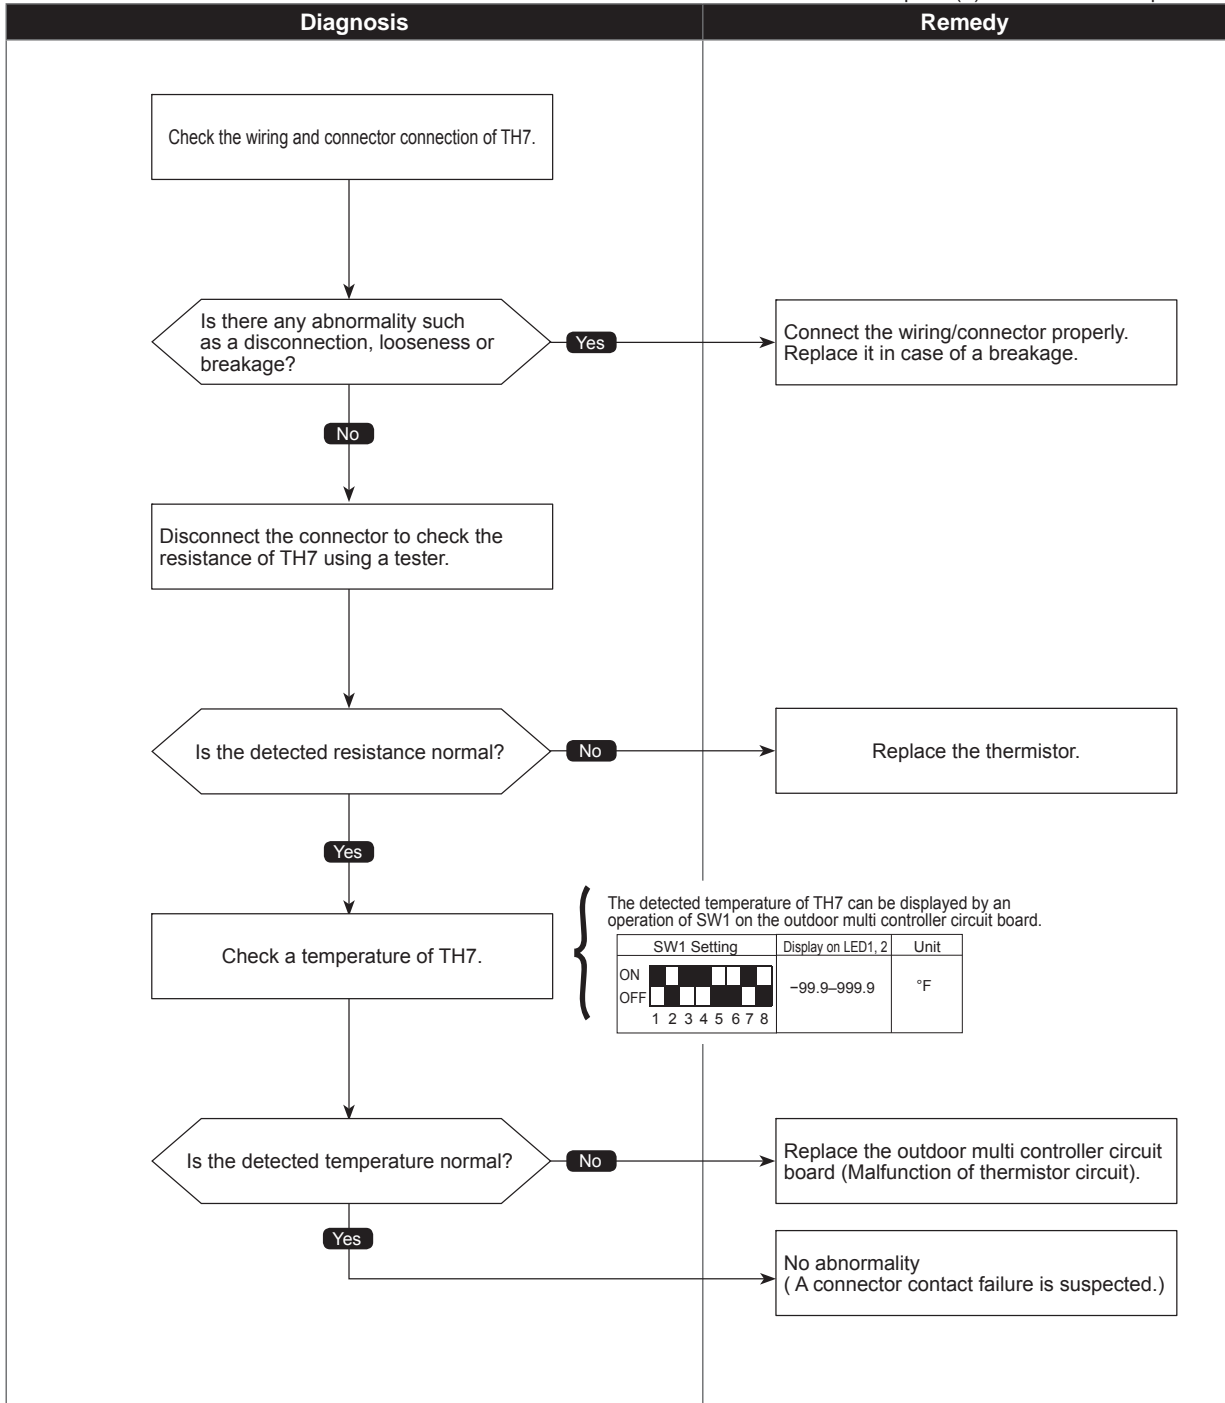 Diagnosis
Remedy
Check the wiring and connector connection of TH7.
Is there any abnormality such
as a disconnection, looseness or
breakage?
Yes
Connect the wiring/connector properly.
Replace it in case of a breakage.
No
Disconnect the connector to check the
resistance of TH7 using a tester.
Is the detected resistance normal?
No
Replace the thermistor.
Yes
The detected temperature of TH7 can be displayed by an
operation of SW1 on the outdoor multi controller circuit board.
Check a temperature of TH7.
SW1 Setting
Display on LED1, 2
Unit
ON
OFF
1 2 3 4 5 6 7 8
−99.9–999.9
°F
Is the detected temperature normal?
No
Replace the outdoor multi controller circuit
board (Malfunction of thermistor circuit).
Yes
No abnormality
( A connector contact failure is suspected.)